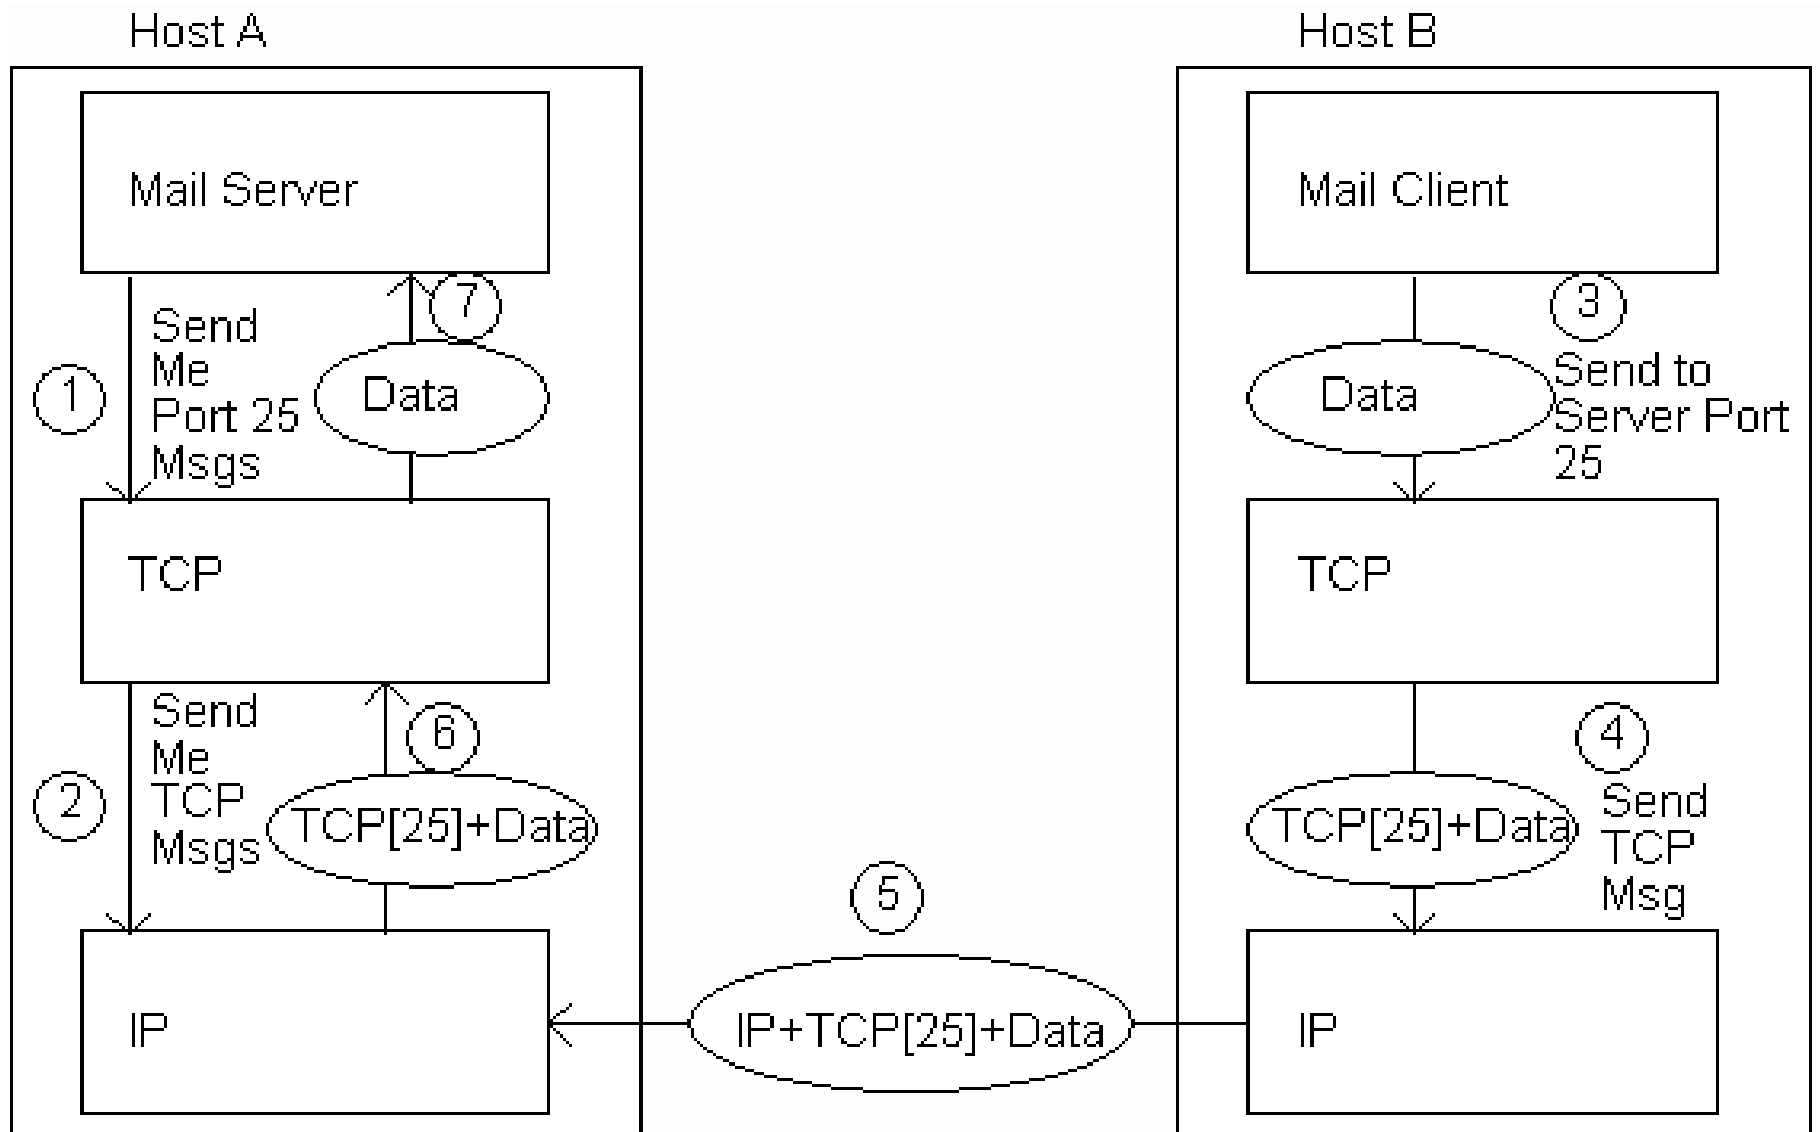 Host A
Mail Server
1
Send
Me
Port 25
Msgs
7
Data
TCP
2
Send
Me
TCP
Msgs
6
TCP[25]+Data
IP
5
IP+TCP[25]+Data
Host B
Mail Client
3
Data
Send to
Server Port
25
TCP
4
TCP[25]+Data
Send
TCP
Msg
IP